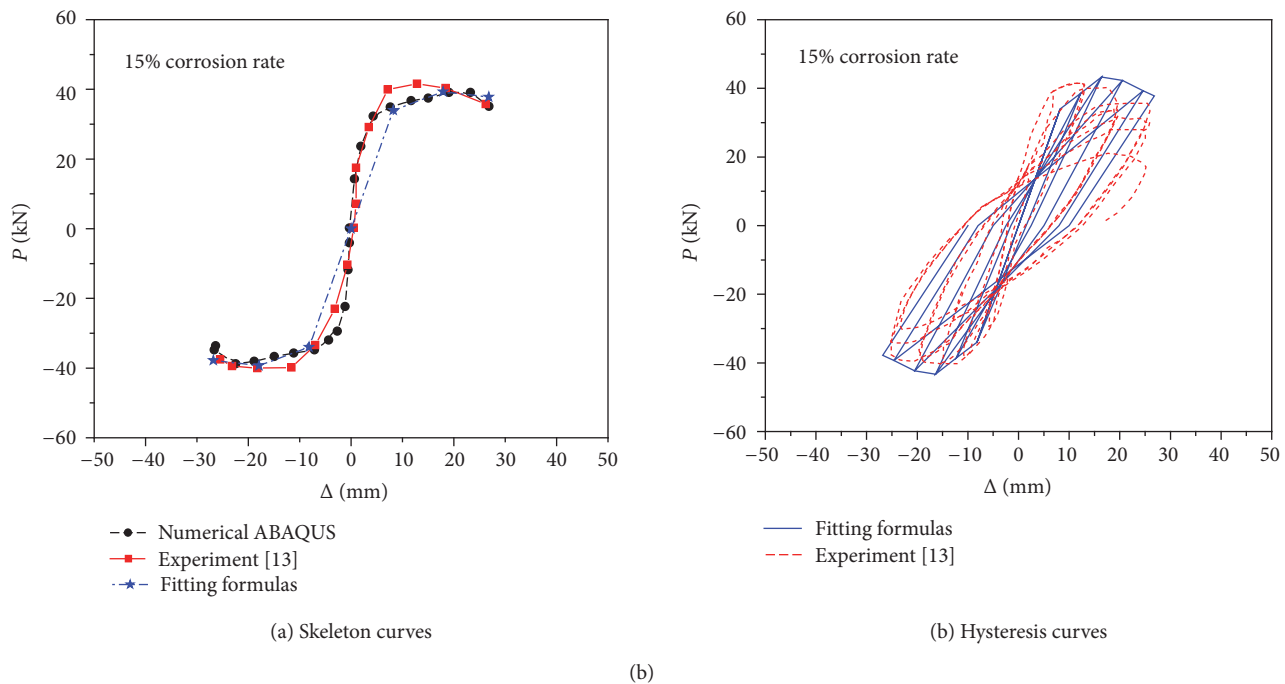 60
40
20
0
−20
−40
−60
P (kN)
15% corrosion rate
−50 −40 −30 −20 −10 0 10 20 30 40 50
Δ (mm)
Numerical ABAQUS
Experiment [13]
Fitting formulas
(a) Skeleton curves
60
40
20
0
−20
−40
−60
P (kN)
15% corrosion rate
−50 −40 −30 −20 −10 0 10 20 30 40 50
Δ (mm)
Fitting formulas
Experiment [13]
(b) Hysteresis curves
(b)